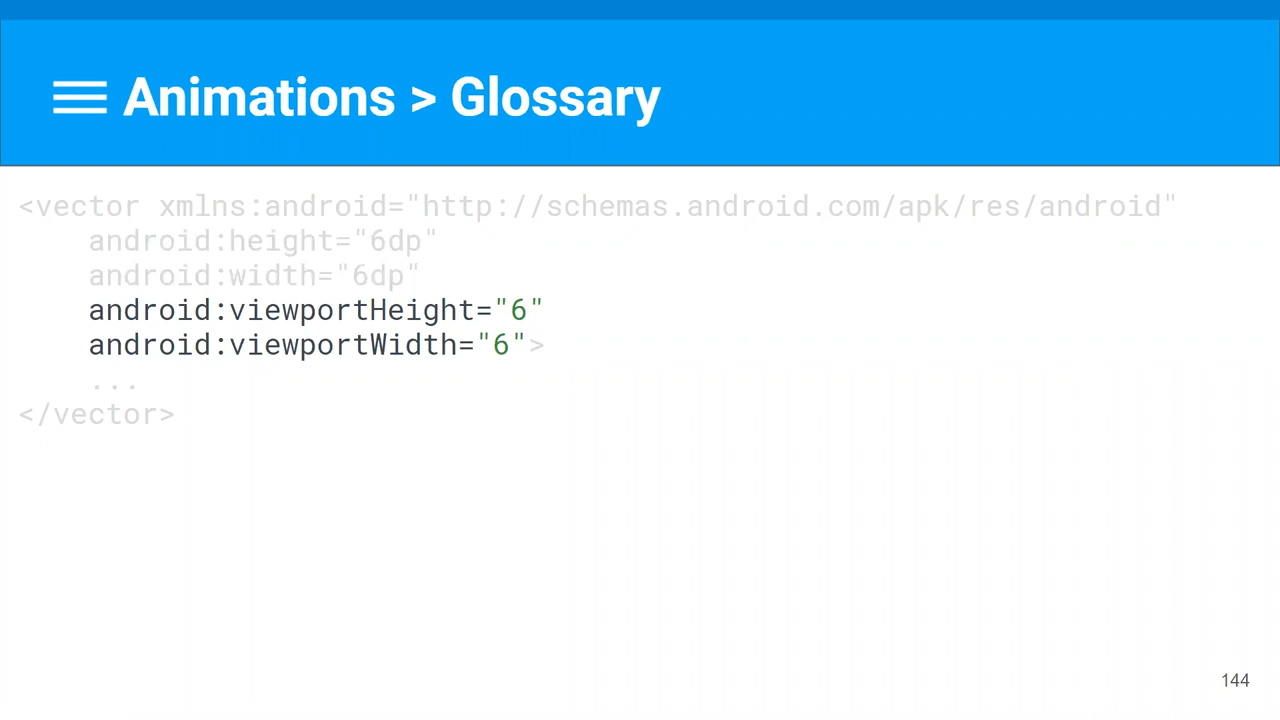 Animations > Glossary
<vector xmlns:android="http://schemas.android.com/apk/res/android"
    android:height="6dp"
    android:width="6dp"
    android:viewportHeight="6"
    android:viewportWidth="6">
    ...
</vector>
144